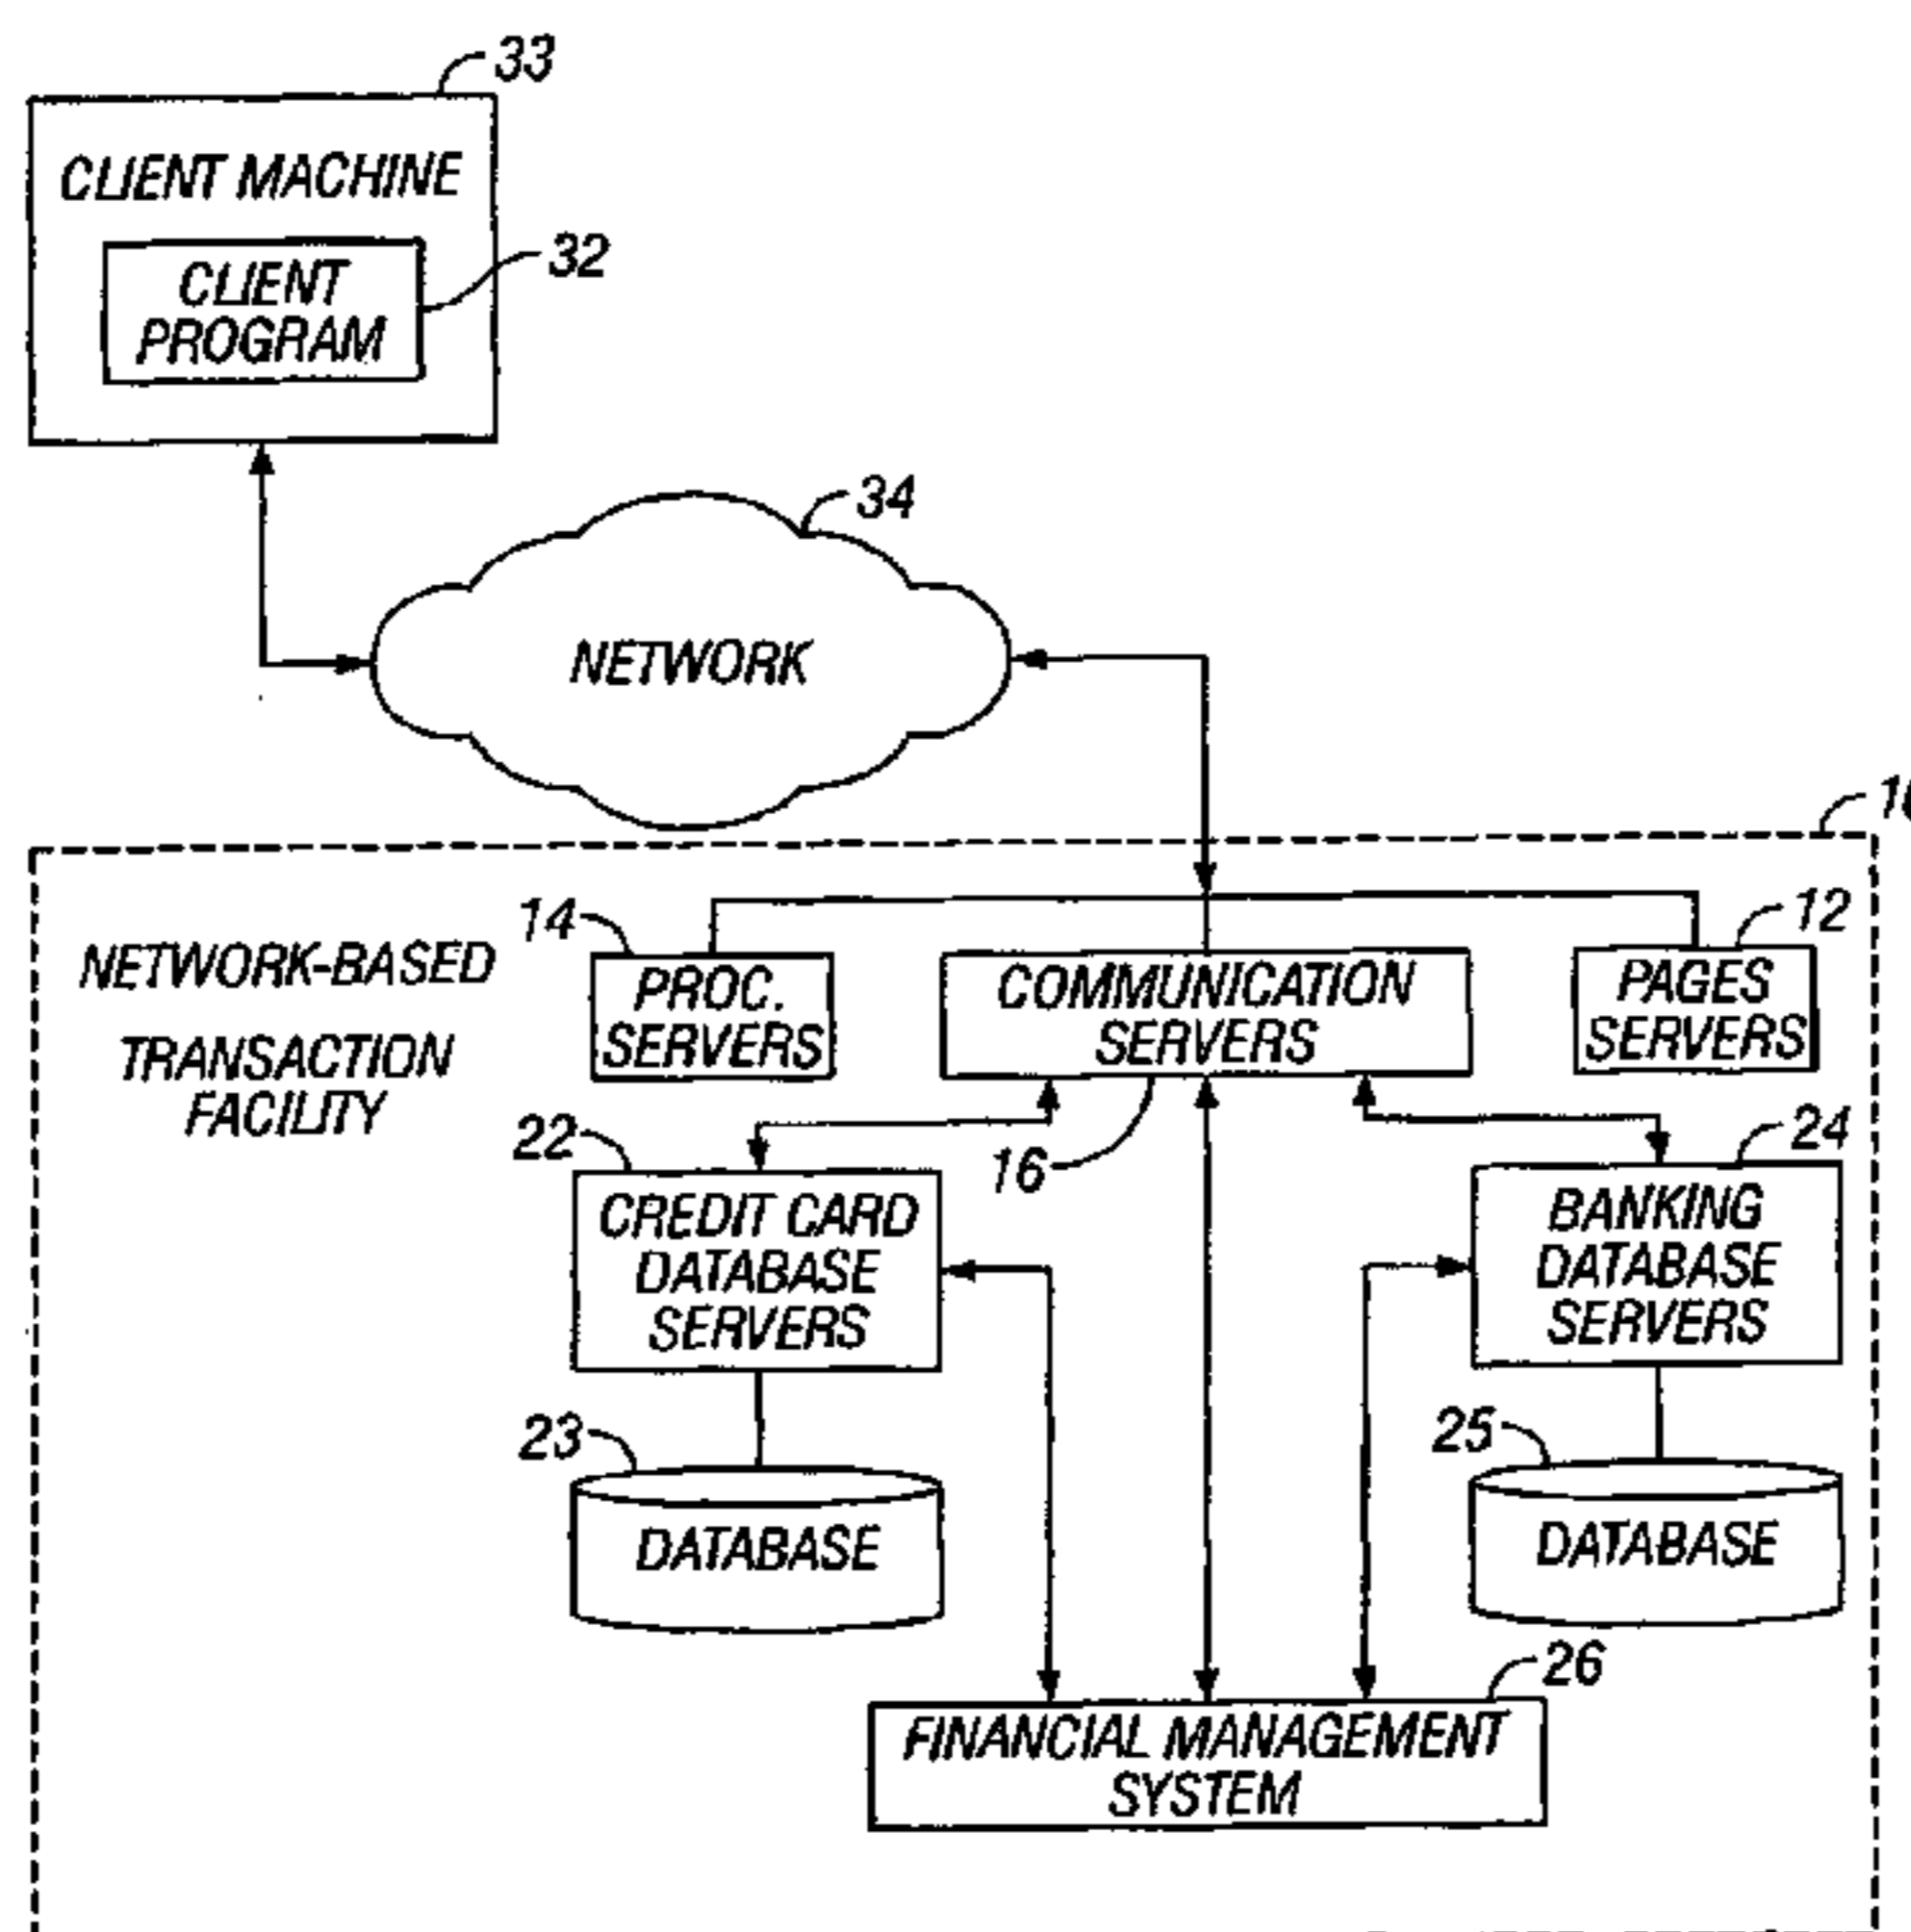 33
CLIENT MACHINE
32
CLIENT
PROGRAM
34
NETWORK
NETWORK-BASED
TRANSACTION
FACILITY
14
PROC.
SERVERS
COMMUNICATION
SERVERS
16
12
PAGES
SERVERS
22
CREDIT CARD
DATABASE
SERVERS
24
BANKING
DATABASE
SERVERS
23
DATABASE
25
DATABASE
26
FINANCIAL MANAGEMENT
SYSTEM